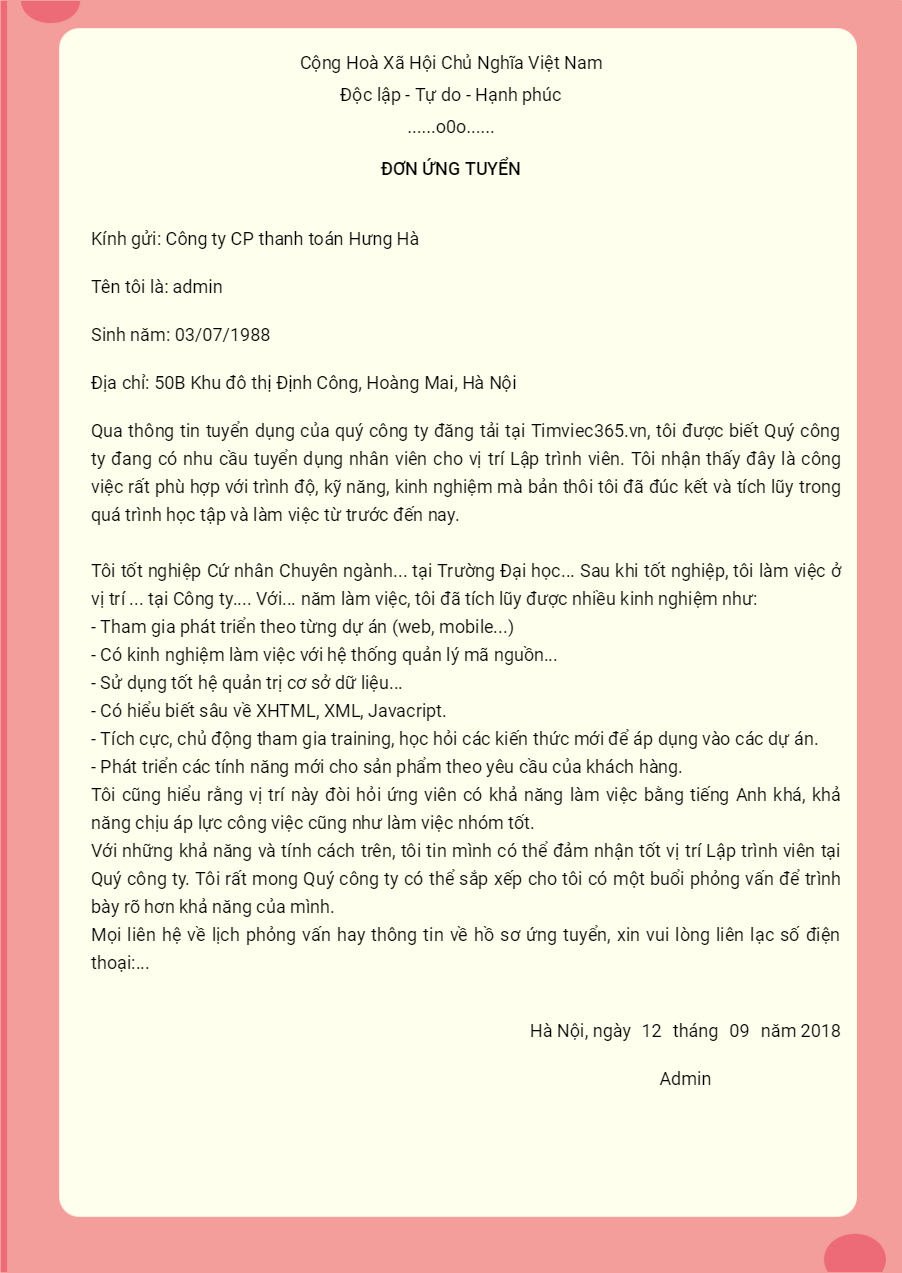 Cộng Hoà Xã Hội Chủ Nghĩa Việt Nam
Độc lập - Tự do - Hạnh phúc
......o0o......
ĐƠN ỨNG TUYỂN
Kính gửi: Công ty CP thanh toán Hưng Hà
Tên tôi là: admin
Sinh năm: 03/07/1988
Địa chỉ: 50B Khu đô thị Định Công, Hoàng Mai, Hà Nội
Qua thông tin tuyển dụng của quý công ty đăng tải tại Timviec365.vn, tôi được biết Quý công
ty đang có nhu cầu tuyển dụng nhân viên cho vị trí Lập trình viên. Tôi nhận thấy đây là công
việc rất phù hợp với trình độ, kỹ năng, kinh nghiệm mà bản thôi tôi đã đúc kết và tích lũy trong
quá trình học tập và làm việc từ trước đến nay.
Tôi tốt nghiệp Cứ nhân Chuyên ngành... tại Trường Đại học... Sau khi tốt nghiệp, tôi làm việc ở
vị trí ... tại Công ty.... Với... năm làm việc, tôi đã tích lũy được nhiều kinh nghiệm như:
- Tham gia phát triển theo từng dự án (web, mobile...)
- Có kinh nghiệm làm việc với hệ thống quản lý mã nguồn...
- Sử dụng tốt hệ quản trị cơ sở dữ liệu...
- Có hiểu biết sâu về XHTML, XML, Javacript.
- Tích cực, chủ động tham gia training, học hỏi các kiến thức mới để áp dụng vào các dự án.
- Phát triển các tính năng mới cho sản phẩm theo yêu cầu của khách hàng.
Tôi cũng hiểu rằng vị trí này đòi hỏi ứng viên có khả năng làm việc bằng tiếng Anh khá, khả
năng chịu áp lực công việc cũng như làm việc nhóm tốt.
Với những khả năng và tính cách trên, tôi tin mình có thể đảm nhận tốt vị trí Lập trình viên tại
Quý công ty. Tôi rất mong Quý công ty có thể sắp xếp cho tôi có một buổi phỏng vấn để trình
bày rõ hơn khả năng của mình.
Mọi liên hệ về lịch phỏng vấn hay thông tin về hồ sơ ứng tuyển, xin vui lòng liên lạc số điện
thoại:...
Hà Nội, ngày 12 tháng 09 năm 2018
Admin